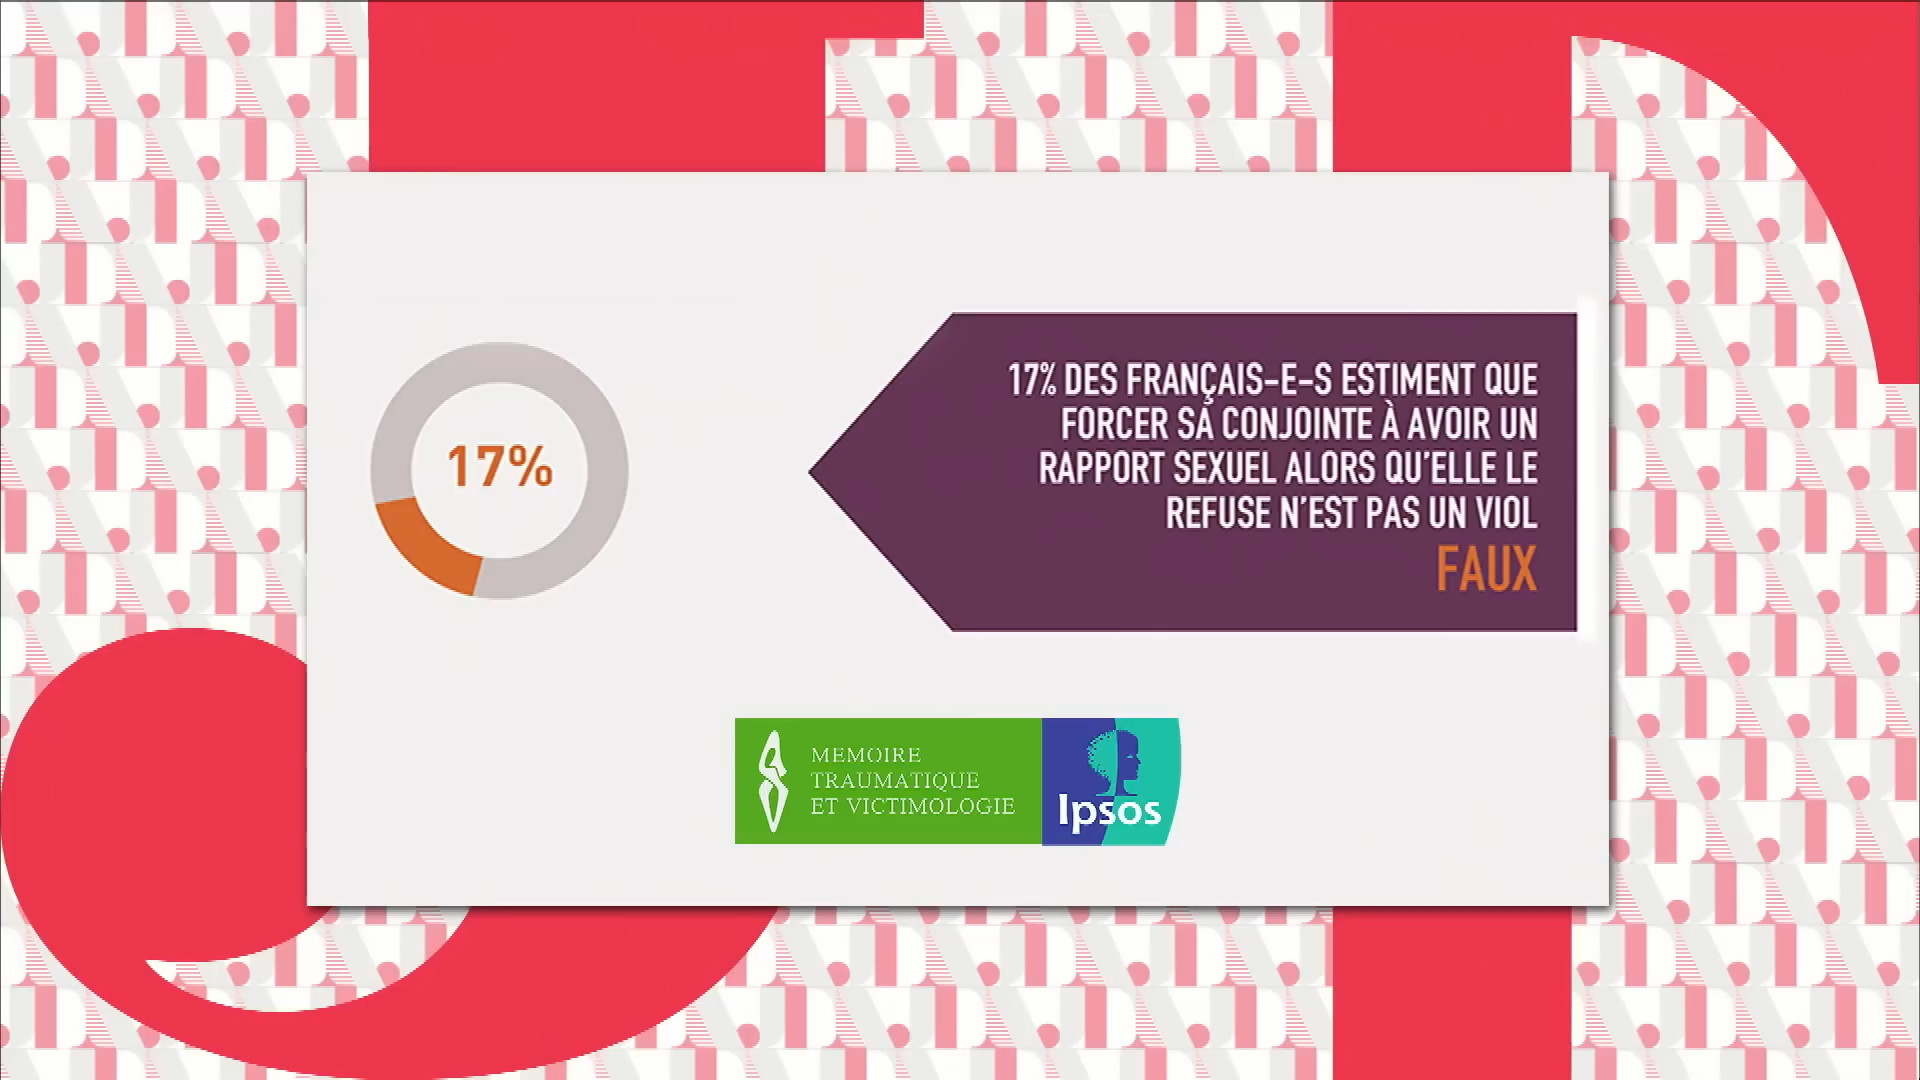 17%
17% DES FRANÇAIS-E-S ESTIMENT QUE
FORCER SA CONJOINTE À AVOIR UN
RAPPORT SEXUEL ALORS QU'ELLE LE
REFUSE N'EST PAS UN VIOL
FAUX
MEMOIRE
TRAUMATIQUE
ET VICTIMOLOGIE
Ipsos